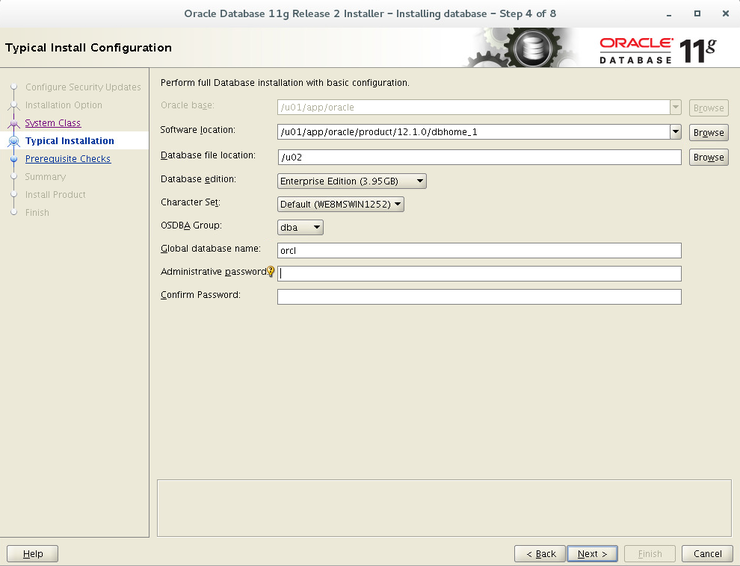 Oracle Database 11g Release 2 Installer – Installing database – Step 4 of 8
Typical Install Configuration
ORACLE DATABASE 11g
Configure Security Updates
Installation Option
System Class
Typical Installation
Prerequisite Checks
Summary
Install Product
Finish
Perform full Database installation with basic configuration.
Oracle base: /u01/app/oracle Browse
Software location: /u01/app/oracle/product/12.1.0/dbhome_1 Browse
Database file location: /u02 Browse
Database edition: Enterprise Edition (3.95GB)
Character Set: Default (WE8MSWIN1252)
OSDBA Group: dba
Global database name: orcl
Administrative password
Confirm Password:
Help < Back Next > Finish Cancel